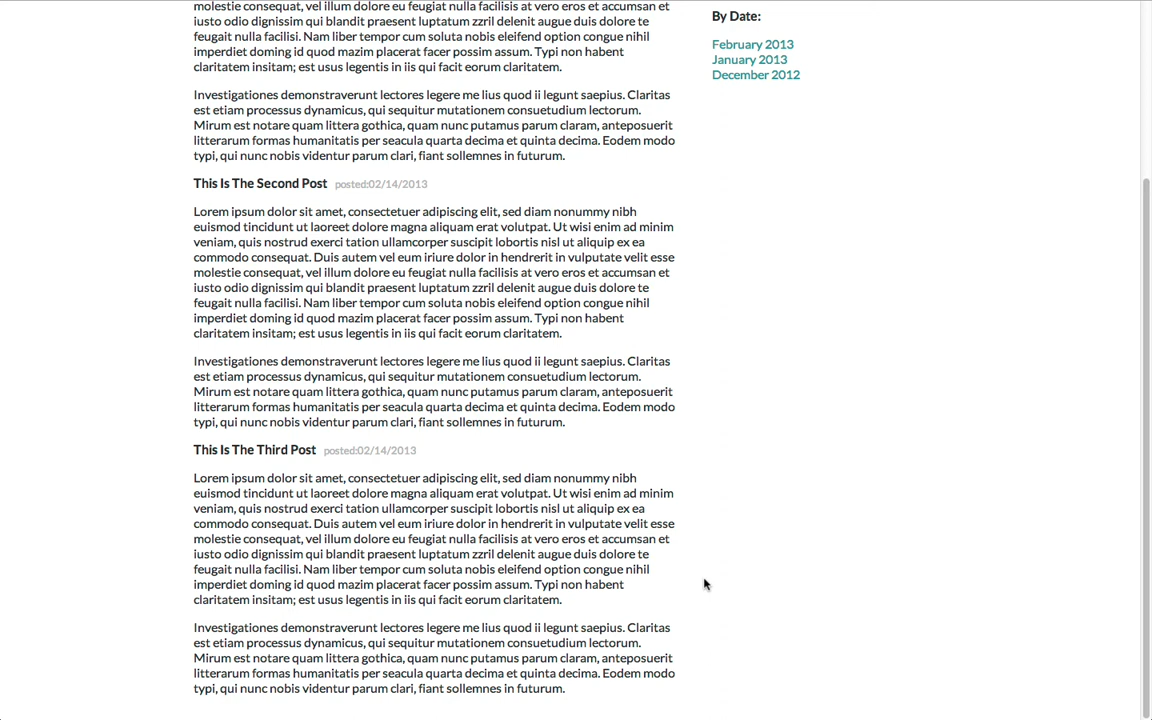 molestie consequat, vel illum dolore eu feugiat nulla facilisis at vero eros et accumsan et
iusto odio dignissim qui blandit praesent luptatum zzril delenit augue duis dolore te
feugait nulla facilisi. Nam liber tempor cum soluta nobis eleifend option congue nihil
imperdiet doming id quod mazim placerat facer possim assum. Typi non habent
claritatem insitam; est usus legentis in iis qui facit eorum claritatem.
Investigationes demonstraverunt lectores legere me lius quod ii legunt saepius. Claritas
est etiam processus dynamicus, qui sequitur mutationem consuetudium lectorum.
Mirum est notare quam littera gothica, quam nunc putamus parum claram, anteposuerit
litterarum formas humanitatis per seacula quarta decima et quinta decima. Eodem modo
typi, qui nunc nobis videntur parum clari, fiant sollemnes in futurum.
This Is The Second Post posted:02/14/2013
Lorem ipsum dolor sit amet, consectetuer adipiscing elit, sed diam nonummy nibh
euismod tincidunt ut laoreet dolore magna aliquam erat volutpat. Ut wisi enim ad minim
veniam, quis nostrud exerci tation ullamcorper suscipit lobortis nisl ut aliquip ex ea
commodo consequat. Duis autem vel eum iriure dolor in hendrerit in vulputate velit esse
molestie consequat, vel illum dolore eu feugiat nulla facilisis at vero eros et accumsan et
iusto odio dignissim qui blandit praesent luptatum zzril delenit augue duis dolore te
feugait nulla facilisi. Nam liber tempor cum soluta nobis eleifend option congue nihil
imperdiet doming id quod mazim placerat facer possim assum. Typi non habent
claritatem insitam; est usus legentis in iis qui facit eorum claritatem.
Investigationes demonstraverunt lectores legere me lius quod ii legunt saepius. Claritas
est etiam processus dynamicus, qui sequitur mutationem consuetudium lectorum.
Mirum est notare quam littera gothica, quam nunc putamus parum claram, anteposuerit
litterarum formas humanitatis per seacula quarta decima et quinta decima. Eodem modo
typi, qui nunc nobis videntur parum clari, fiant sollemnes in futurum.
This Is The Third Post posted:02/14/2013
Lorem ipsum dolor sit amet, consectetuer adipiscing elit, sed diam nonummy nibh
euismod tincidunt ut laoreet dolore magna aliquam erat volutpat. Ut wisi enim ad minim
veniam, quis nostrud exerci tation ullamcorper suscipit lobortis nisl ut aliquip ex ea
commodo consequat. Duis autem vel eum iriure dolor in hendrerit in vulputate velit esse
molestie consequat, vel illum dolore eu feugiat nulla facilisis at vero eros et accumsan et
iusto odio dignissim qui blandit praesent luptatum zzril delenit augue duis dolore te
feugait nulla facilisi. Nam liber tempor cum soluta nobis eleifend option congue nihil
imperdiet doming id quod mazim placerat facer possim assum. Typi non habent
claritatem insitam; est usus legentis in iis qui facit eorum claritatem.
Investigationes demonstraverunt lectores legere me lius quod ii legunt saepius. Claritas
est etiam processus dynamicus, qui sequitur mutationem consuetudium lectorum.
Mirum est notare quam littera gothica, quam nunc putamus parum claram, anteposuerit
litterarum formas humanitatis per seacula quarta decima et quinta decima. Eodem modo
typi, qui nunc nobis videntur parum clari, fiant sollemnes in futurum.
By Date:
February 2013
January 2013
December 2012